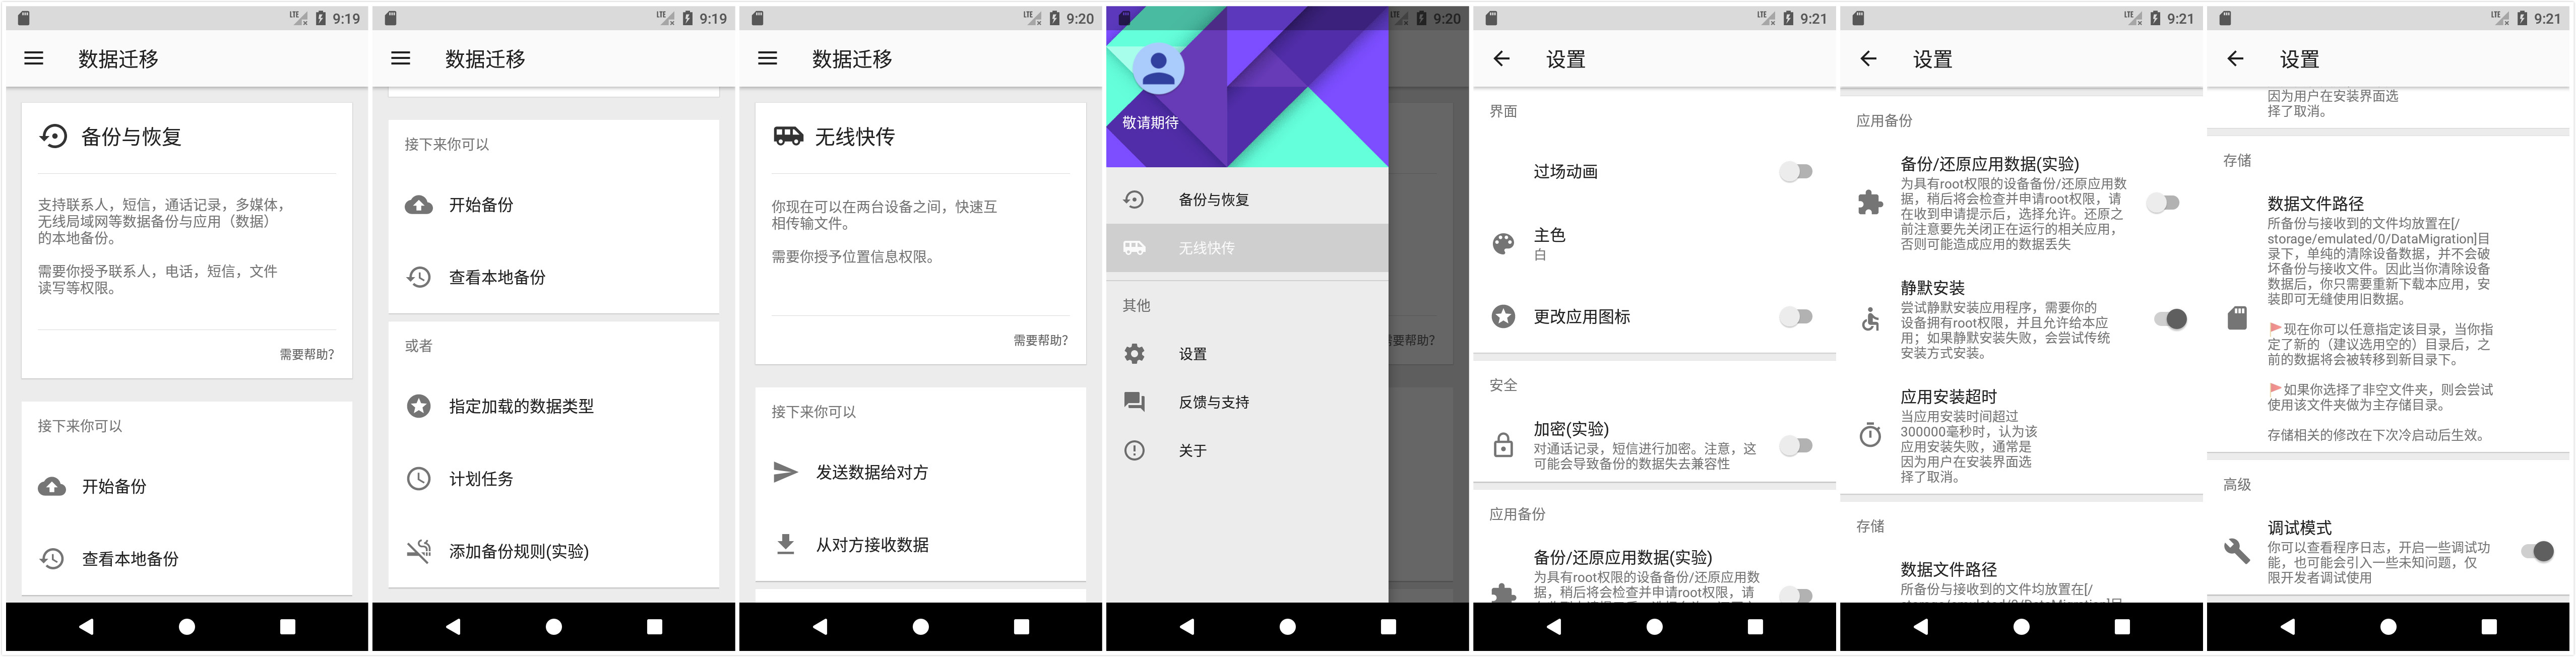 LTE 9:19
数据迁移
备份与恢复
支持联系人，短信，通话记录，多媒体，
无线局域网等数据备份与应用（数据）
的本地备份。
需要你授予联系人，电话，短信，文件
读写等权限。
需要帮助？
接下来你可以
开始备份
查看本地备份
LTE 9:19
数据迁移
接下来你可以
开始备份
查看本地备份
或者
指定加载的数据类型
计划任务
添加备份规则(实验)
LTE 9:20
数据迁移
无线快传
你现在可以在两台设备之间，快速互
相传输文件。
需要你授予位置信息权限。
需要帮助？
接下来你可以
发送数据给对方
从对方接收数据
LTE 9:20
敬请期待
备份与恢复
无线快传
其他
设置
反馈与支持
关于
需要帮助？
LTE 9:21
设置
界面
过场动画
主色
白
更改应用图标
安全
加密(实验)
对通话记录，短信进行加密。注意，这
可能会导致备份的数据失去兼容性
应用备份
备份/还原应用数据(实验)
为具有root权限的设备备份/还原应用数
据，稍后将会检查并申请root权限，请
LTE 9:21
设置
应用备份
备份/还原应用数据(实验)
为具有root权限的设备备份/还原应用数
据，稍后将会检查并申请root权限，请
在收到申请提示后，选择允许。还原之
前注意要先关闭正在运行的相关应用，
否则可能造成应用的数据丢失
静默安装
尝试静默安装应用程序，需要你的
设备拥有root权限，并且允许给本应
用；如果静默安装失败，会尝试传统
安装方式安装。
应用安装超时
当应用安装时间超过
300000毫秒时，认为该
应用安装失败，通常是
因为用户在安装界面选
择了取消。
存储
数据文件路径
所备份与接收到的文件均放置在[/
storage/emulated/0/DataMigration]目
LTE 9:21
设置
因为用户在安装界面选
择了取消。
存储
数据文件路径
所备份与接收到的文件均放置在[/
storage/emulated/0/DataMigration]目
录下，单纯的清除设备数据，并不会破
坏备份与接收文件。因此当你清除设备
数据后，你只需要重新下载本应用，安
装即可无缝使用旧数据。
现在你可以任意指定该目录，当你指
定了新的（建议选用空的）目录后，之
前的数据将会被转移到新目录下。
如果你选择了非空文件夹，则会尝试
使用该文件夹做为主存储目录。
存储相关的修改在下次冷启动后生效。
高级
调试模式
你可以查看程序日志，开启一些调试功
能，也可能会引入一些未知问题，仅
限开发者调试使用